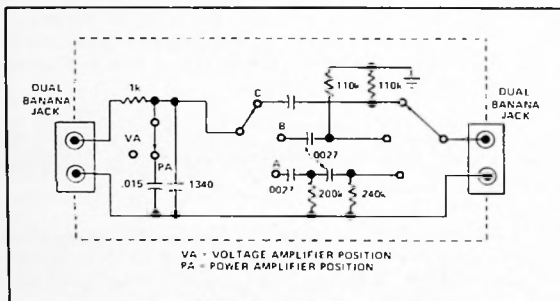 DUAL
BANANA
JACK
1k
VA
PA
.015
1340
C
B
A
.0027
0027
110k
110k
200k
240k
DUAL
BANANA
JACK
VA = VOLTAGE AMPLIFIER POSITION
PA = POWER AMPLIFIER POSITION